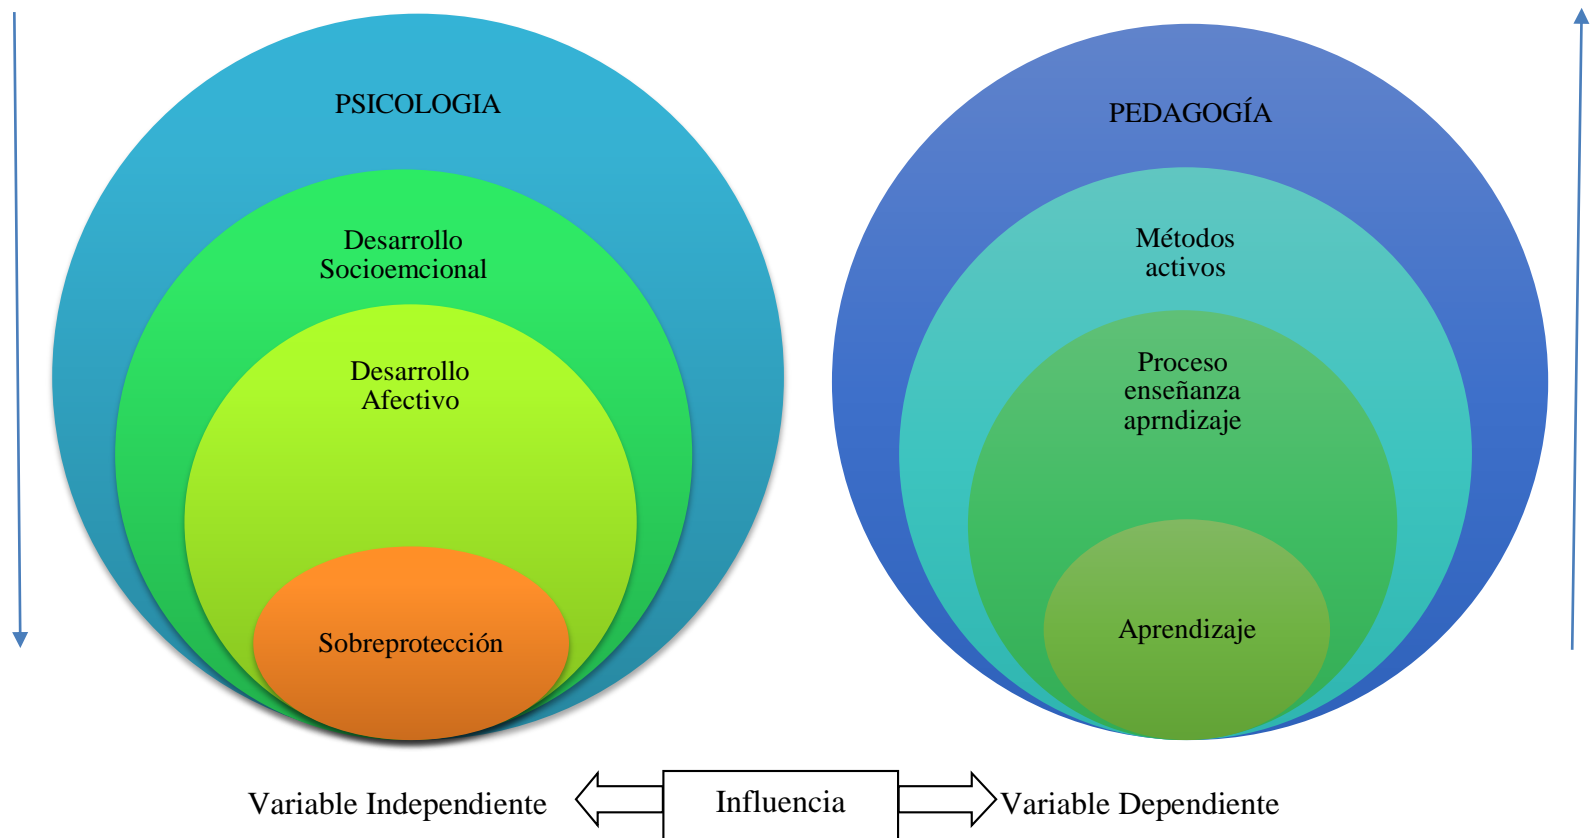 PSICOLOGIA
Desarrollo
Socioemcional
Desarrollo
Afectivo
Sobreprotección
PEDAGOGÍA
Métodos
activos
Proceso
enseñanza
aprndizaje
Aprendizaje
Variable Independiente
Influencia
Variable Dependiente